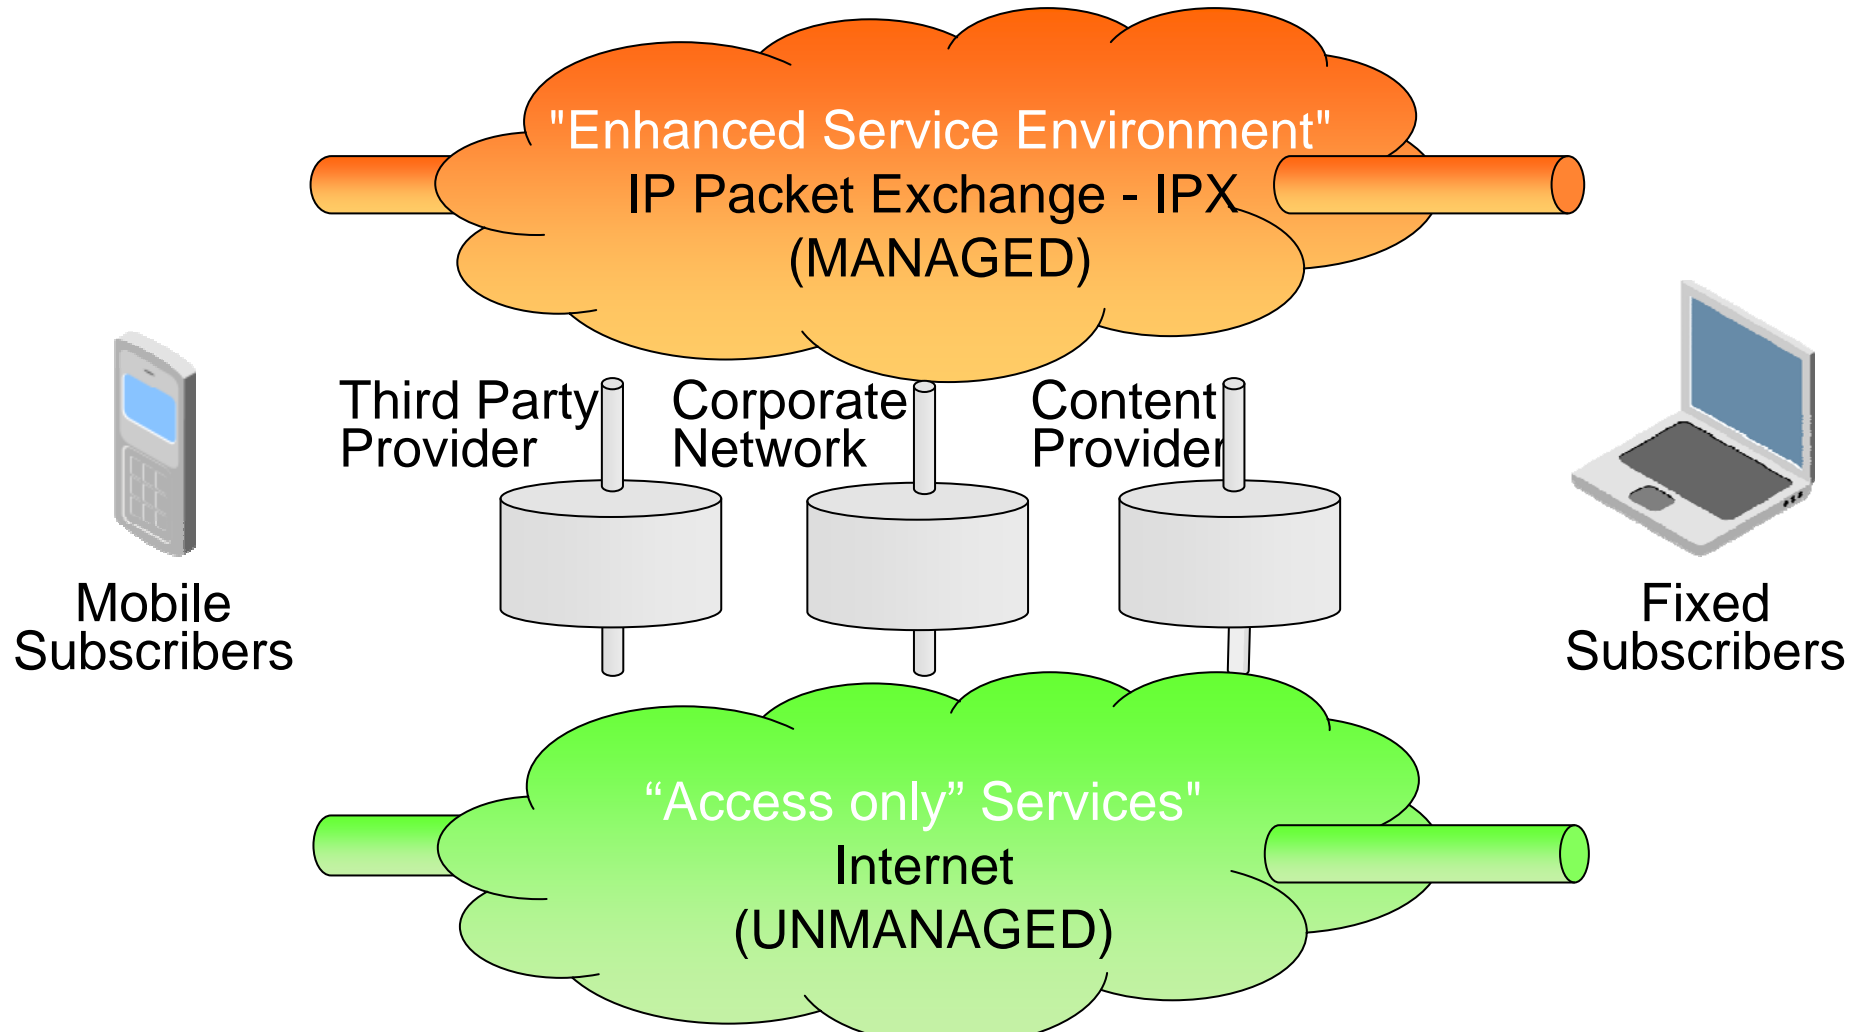 "Enhanced Service Environment"
IP Packet Exchange - IPX
(MANAGED)
Third Party
Provider
Corporate
Network
Content
Provider
Mobile
Subscribers
Fixed
Subscribers
“Access only” Services"
Internet
(UNMANAGED)